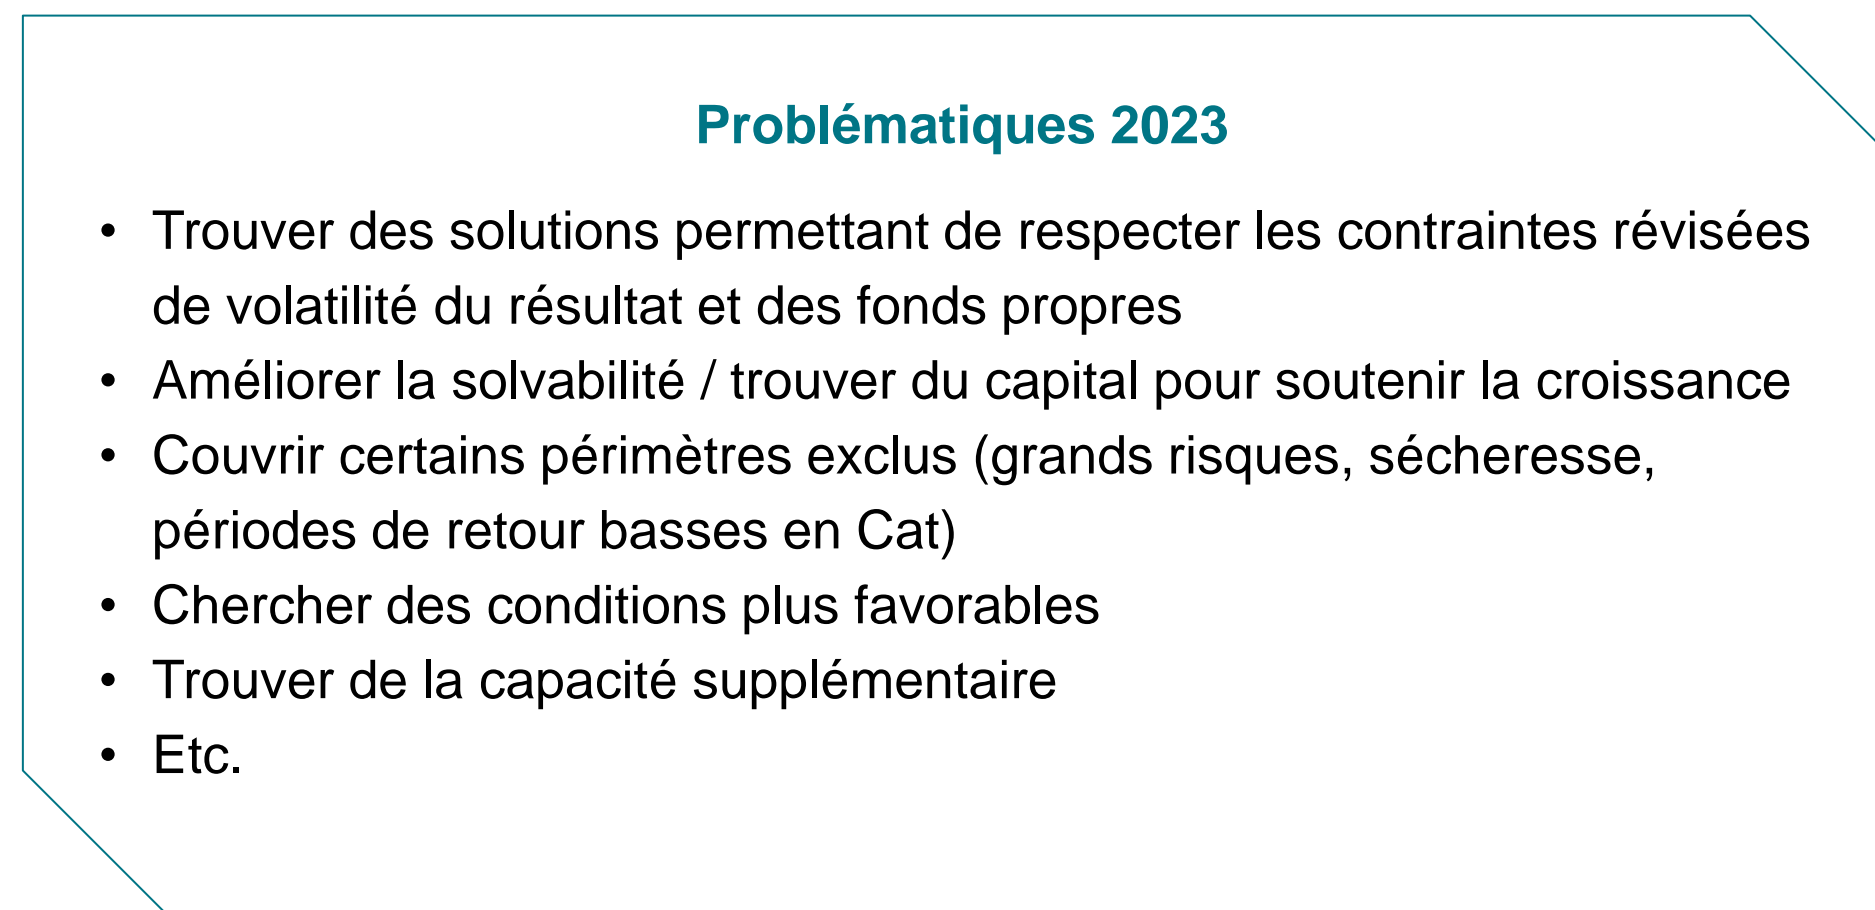 Problématiques 2023
• Trouver des solutions permettant de respecter les contraintes révisées
de volatilité du résultat et des fonds propres
• Améliorer la solvabilité / trouver du capital pour soutenir la croissance
• Couvrir certains périmètres exclus (grands risques, sécheresse,
périodes de retour basses en Cat)
• Chercher des conditions plus favorables
• Trouver de la capacité supplémentaire
• Etc.